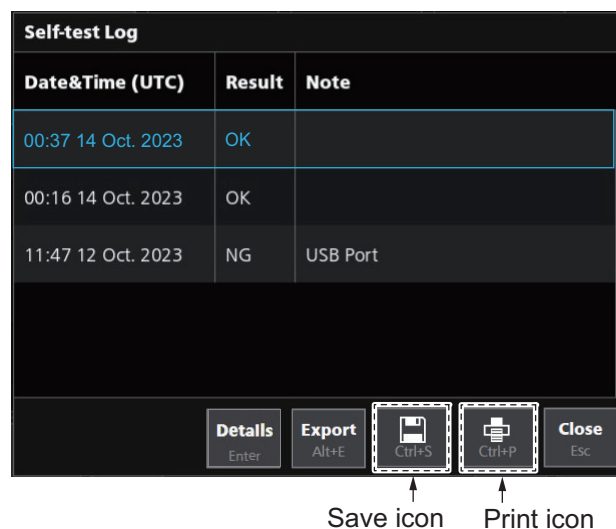 Self-test Log
Date&Time (UTC) Result Note
00:37 14 Oct. 2023 OK
00:16 14 Oct. 2023 OK
11:47 12 Oct. 2023 NG USB Port
Details Export Close
Enter Alt+E Ctrl+S Ctrl+P Esc
Save icon Print icon